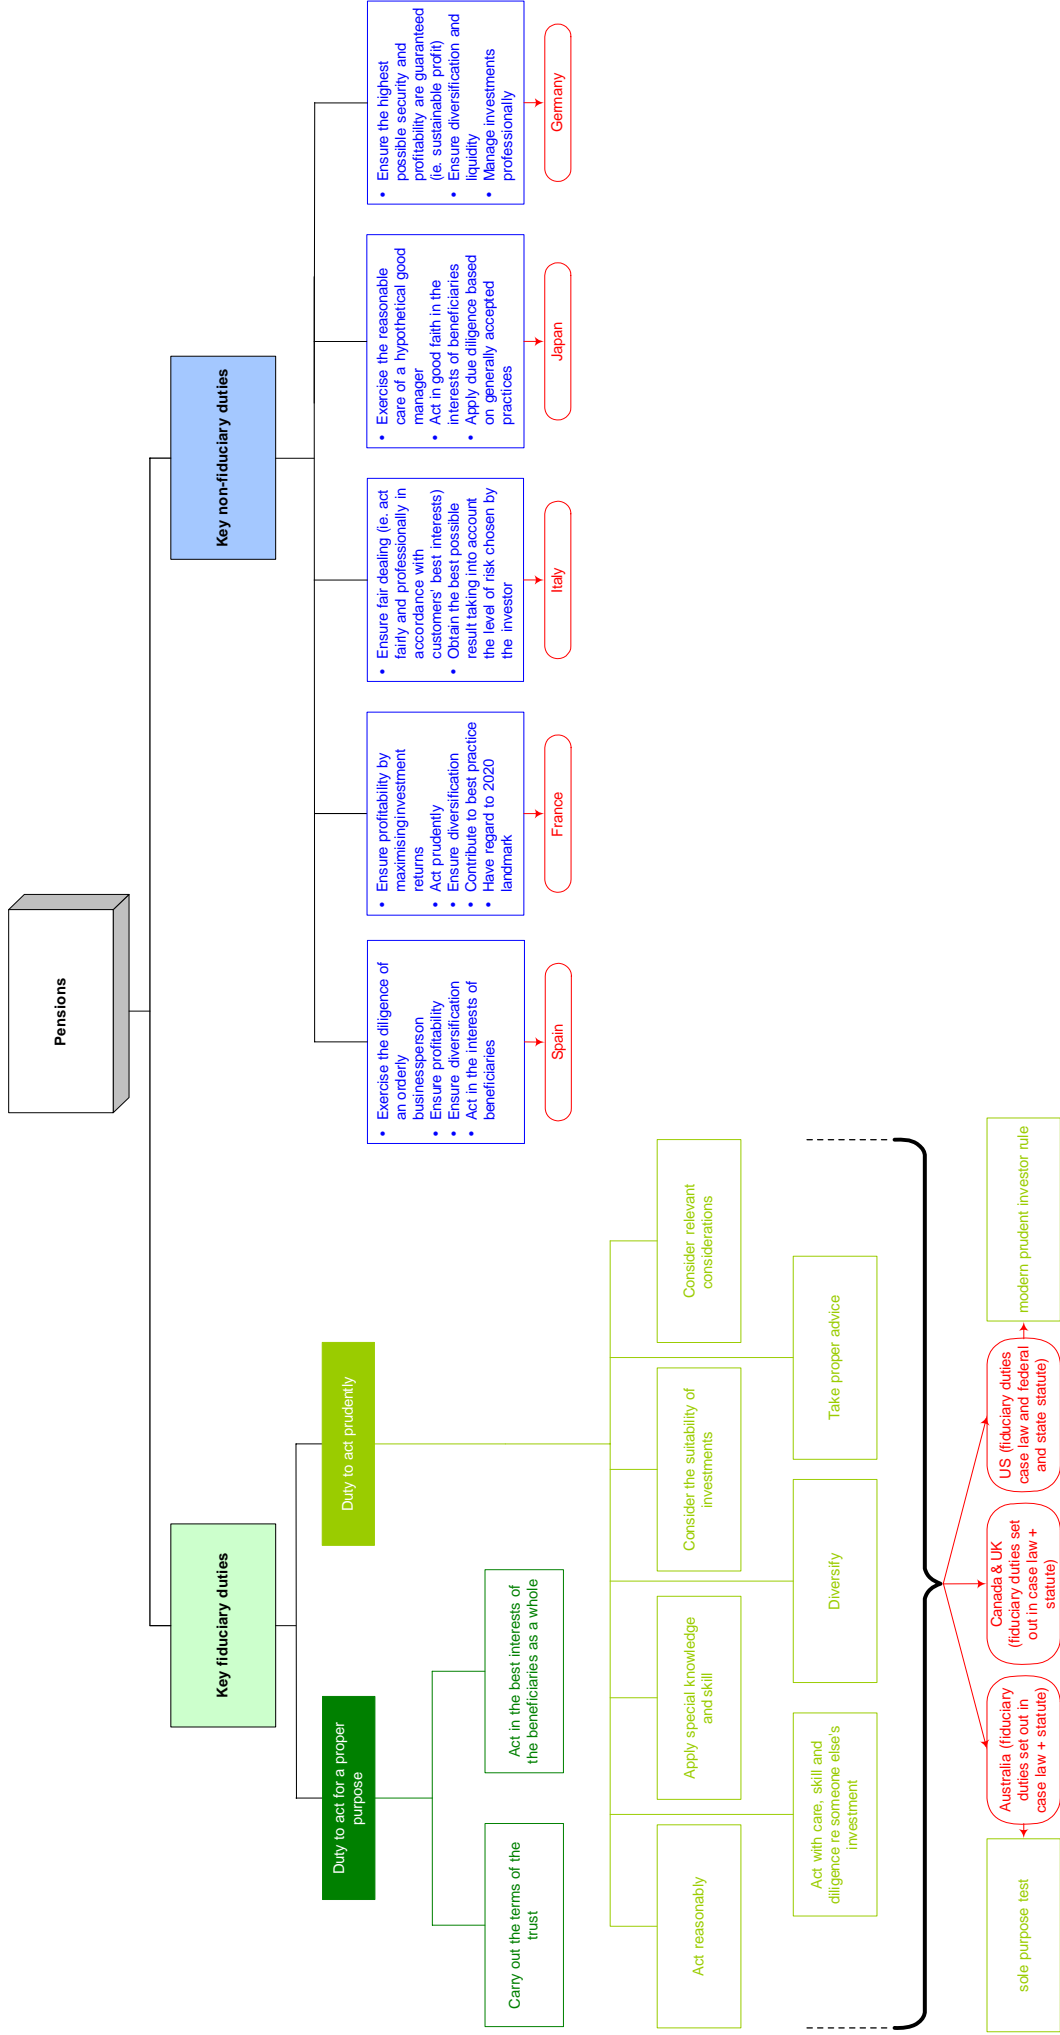 Pensions
Key fiduciary duties
Key non-fiduciary duties
Duty to act for a proper
purpose
Duty to act prudently
Carry out the terms of the
trust
Act in the best interests of
the beneficiaries as a whole
• Exercise the diligence of
an orderly
businessperson
• Ensure profitability
• Ensure diversification
• Act in the interests of
beneficiaries
Spain
• Ensure profitability by
maximisinginvestment
returns
• Act prudently
• Ensure diversification
• Contribute to best practice
• Have regard to 2020
landmark
France
• Ensure fair dealing (ie. act
fairly and professionally in
accordance with
customers' best interests)
• Obtain the best possible
result taking into account
the level of risk chosen by
the investor
Italy
• Exercise the reasonable
care of a hypothetical good
manager
• Act in good faith in the
interests of beneficiaries
• Apply due diligence based
on generally accepted
practices
Japan
• Ensure the highest
possible security and
profitability are guaranteed
(ie. sustainable profit)
• Ensure diversification and
liquidity
• Manage investments
professionally
Germany
Act reasonably
Apply special knowledge
and skill
Consider the suitability of
investments
Consider relevant
considerations
Act with care, skill and
diligence re someone else's
investment
Diversify
Take proper advice
sole purpose test
Australia (fiduciary
duties set out in
case law + statute)
Canada & UK
(fiduciary duties set
out in case law +
statute)
US (fiduciary duties
case law and federal
and state statute)
modern prudent investor rule